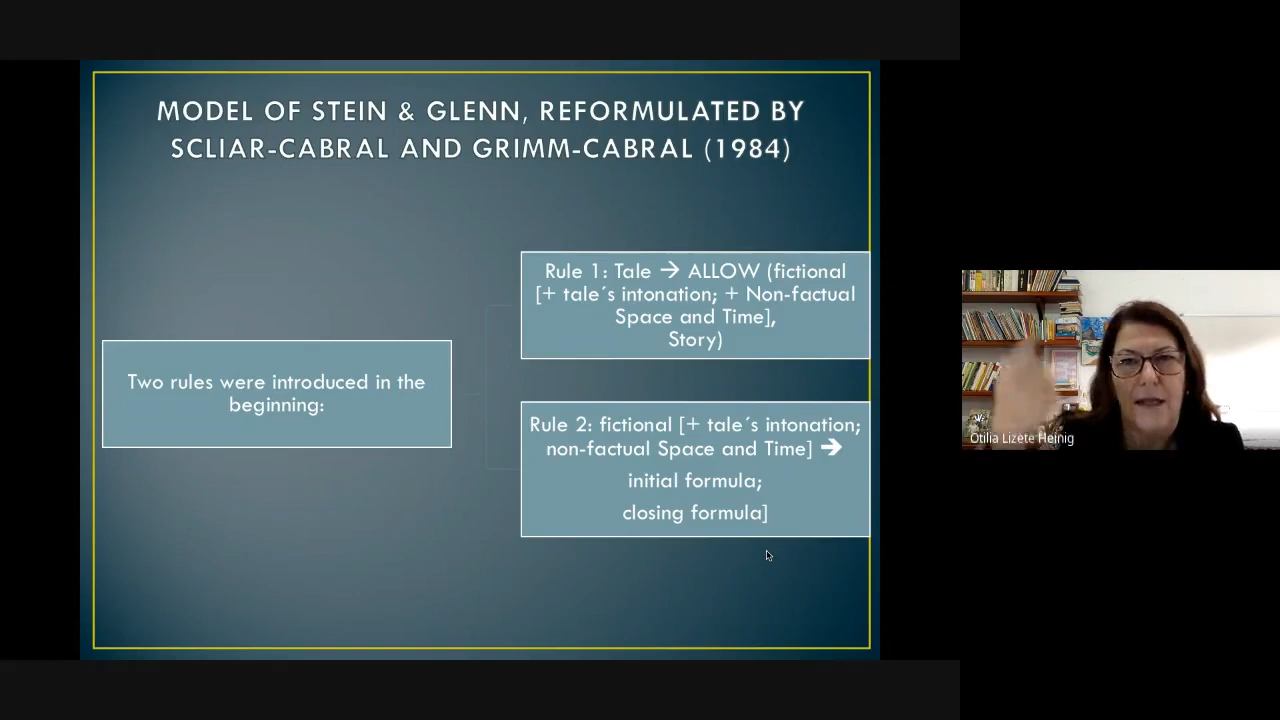 MODEL OF STEIN & GLENN, REFORMULATED BY
SCLIAR-CABRAL AND GRIMM-CABRAL (1984)
Two rules were introduced in the
beginning:
Rule 1: Tale → ALLOW (fictional
[+ tale´s intonation; + Non-factual
Space and Time],
Story)
Rule 2: fictional [+ tale´s intonation;
non-factual Space and Time] ➔
initial formula;
closing formula]
Otilia Lizete Heinig